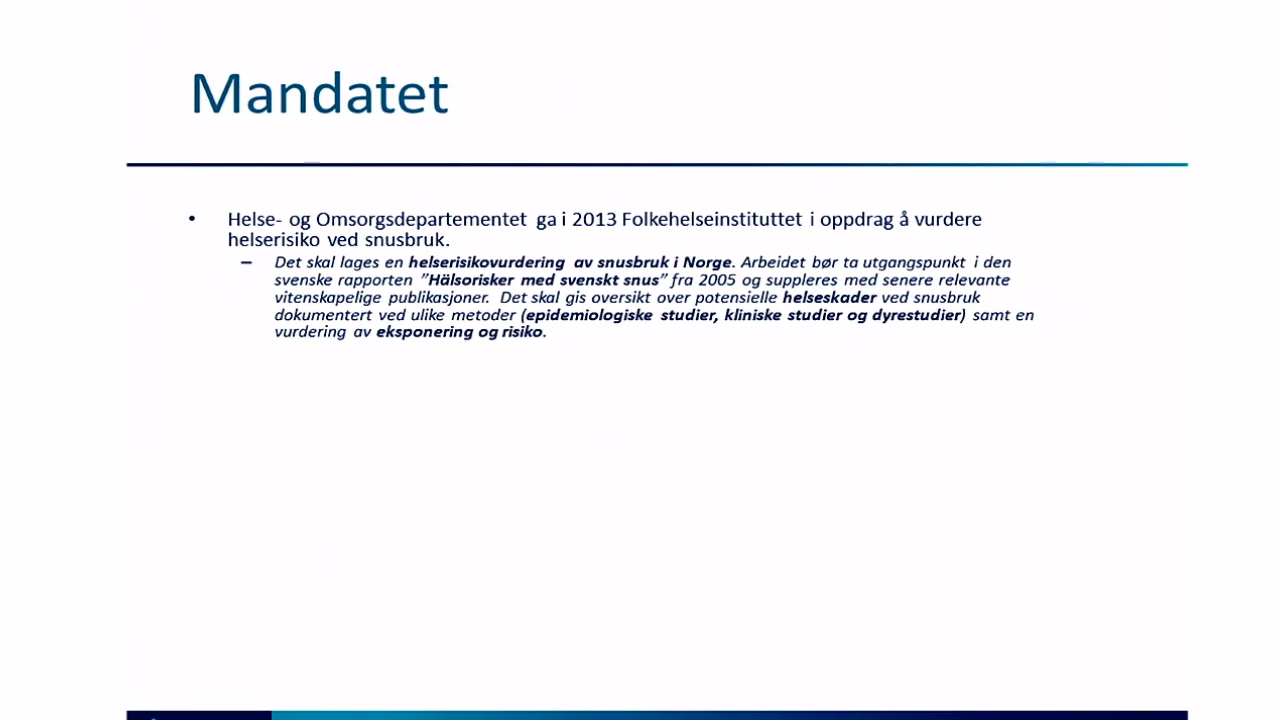 Mandatet
• Helse- og Omsorgsdepartementet ga i 2013 Folkehelseinstituttet i oppdrag å vurdere
helserisiko ved snusbruk.
– Det skal lages en helserisikovurdering av snusbruk i Norge. Arbeidet bør ta utgangspunkt i den
svenske rapporten ”Hälsorisker med svenskt snus” fra 2005 og suppleres med senere relevante
vitenskapelige publikasjoner. Det skal gis oversikt over potensielle helseskader ved snusbruk
dokumentert ved ulike metoder (epidemiologiske studier, kliniske studier og dyrestudier) samt en
vurdering av eksponering og risiko.